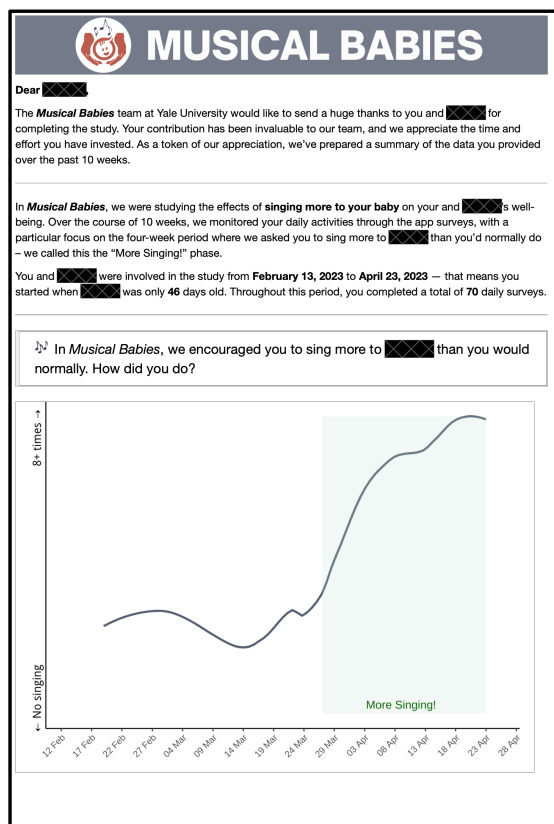 MUSICAL BABIES
Dear
The Musical Babies team at Yale University would like to send a huge thanks to you and for
completing the study. Your contribution has been invaluable to our team, and we appreciate the time and
effort you have invested. As a token of our appreciation, we've prepared a summary of the data you provided
over the past 10 weeks.
In Musical Babies, we were studying the effects of singing more to your baby on your and 's well-
being. Over the course of 10 weeks, we monitored your daily activities through the app surveys, with a
particular focus on the four-week period where we asked you to sing more to than you'd normally do
– we called this the “More Singing!” phase.
You and were involved in the study from February 13, 2023 to April 23, 2023 — that means you
started when was only 46 days old. Throughout this period, you completed a total of 70 daily surveys.
🎶 In Musical Babies, we encouraged you to sing more to than you would
normally. How did you do?
8+ times →
← No singing
More Singing!
12 Feb
17 Feb
22 Feb
27 Feb
04 Mar
09 Mar
14 Mar
19 Mar
24 Mar
29 Mar
03 Apr
08 Apr
13 Apr
18 Apr
23 Apr
28 Apr